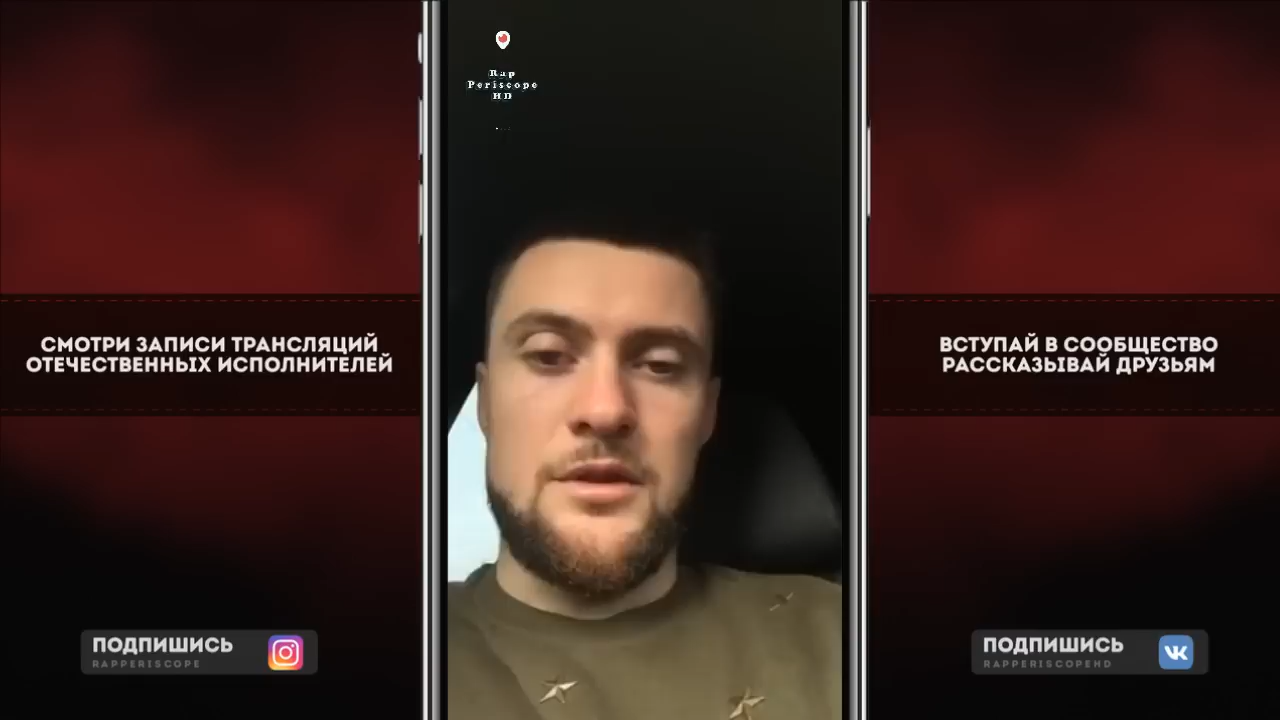 Rap
Periscope
HD
СМОТРИ ЗАПИСИ ТРАНСЛЯЦИЙ
ОТЕЧЕСТВЕННЫХ ИСПОЛНИТЕЛЕЙ
ВСТУПАЙ В СООБЩЕСТВО
РАССКАЗЫВАЙ ДРУЗЬЯМ
ПОДПИШИСЬ
RAPPERISCOPE
ПОДПИШИСЬ
RAPPERISCOPEHD